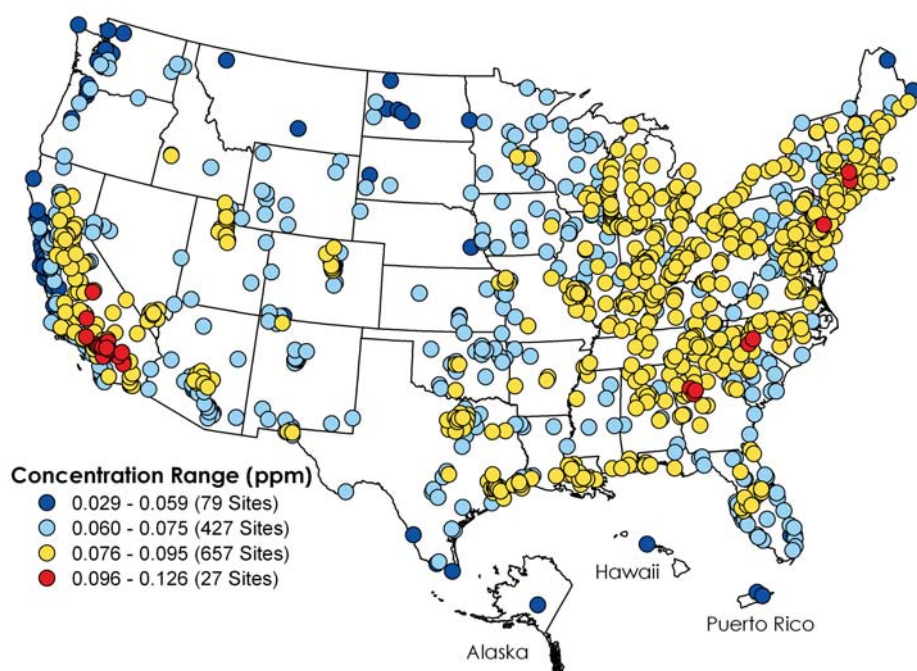 Concentration Range (ppm)
0.029 - 0.059 (79 Sites)
0.060 - 0.075 (427 Sites)
0.076 - 0.095 (657 Sites)
0.096 - 0.126 (27 Sites)
Alaska
Hawaii
Puerto Rico